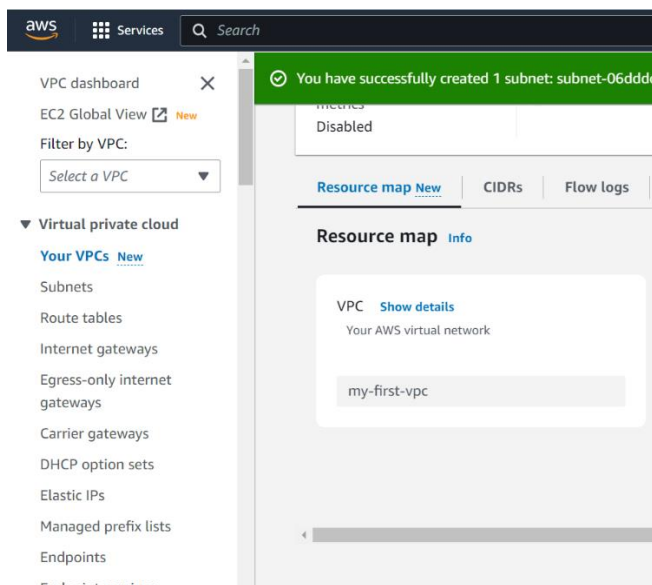 aws
Services
Search
VPC dashboard
EC2 Global View New
Filter by VPC:
Select a VPC
Virtual private cloud
Your VPCs New
Subnets
Route tables
Internet gateways
Egress-only internet
gateways
Carrier gateways
DHCP option sets
Elastic IPs
Managed prefix lists
Endpoints
You have successfully created 1 subnet:
metrics
Disabled
Resource map New
CIDRs
Flow logs
Resource map Info
VPC Show details
Your AWS virtual network
my-first-vpc